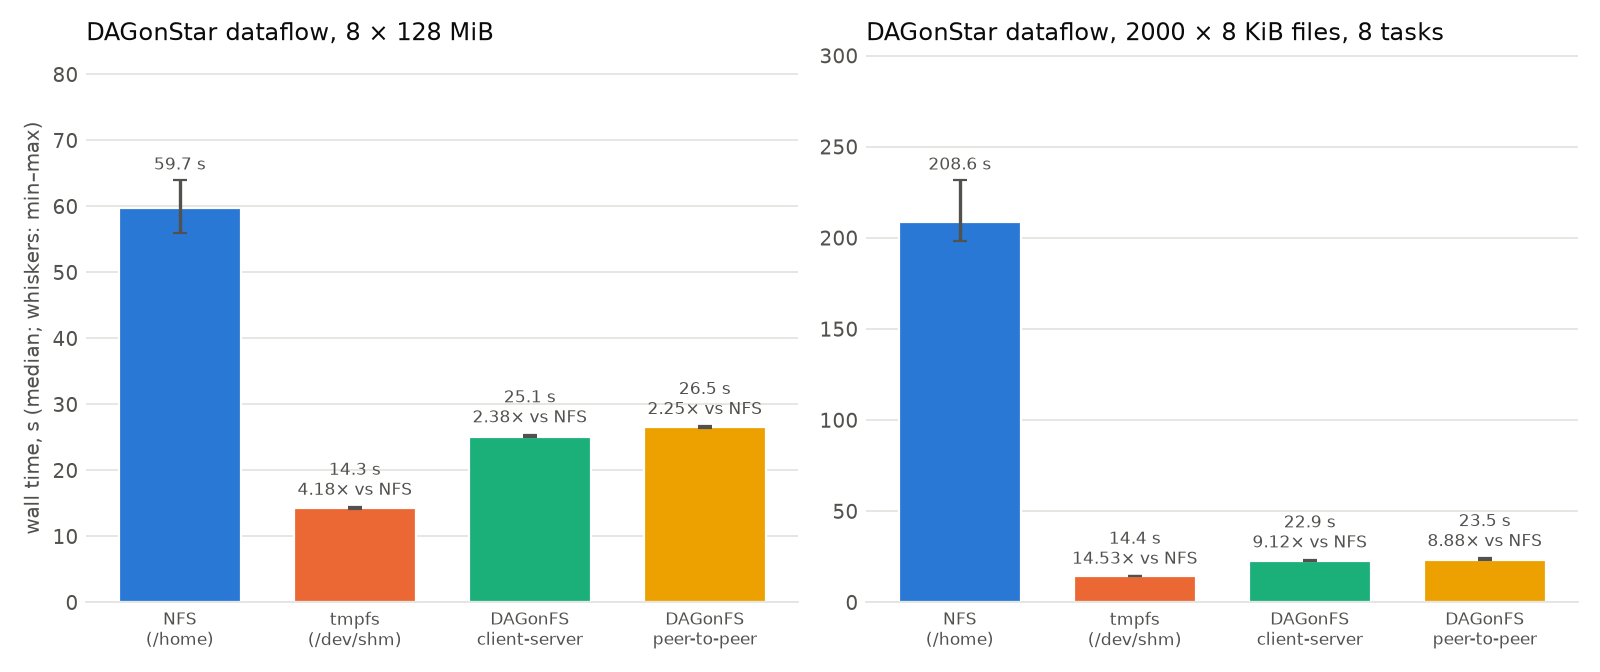 DAGonStar dataflow, 8 × 128 MiB
wall time, s (median; whiskers: min–max)
80
70
60
50
40
30
20
10
0
59.7 s
14.3 s
4.18× vs NFS
25.1 s
2.38× vs NFS
26.5 s
2.25× vs NFS
NFS
(/home)
tmpfs
(/dev/shm)
DAGonFS
client-server
DAGonFS
peer-to-peer
DAGonStar dataflow, 2000 × 8 KiB files, 8 tasks
300
250
200
150
100
50
0
208.6 s
14.4 s
14.53× vs NFS
22.9 s
9.12× vs NFS
23.5 s
8.88× vs NFS
NFS
(/home)
tmpfs
(/dev/shm)
DAGonFS
client-server
DAGonFS
peer-to-peer